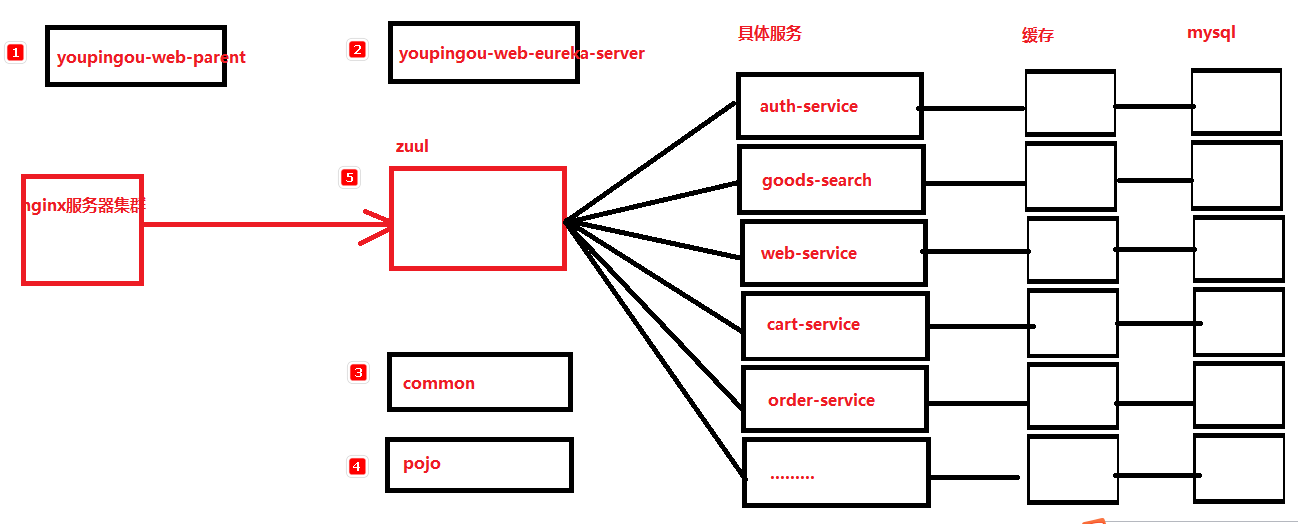 1
youpingou-web-parent
2
youpingou-web-eureka-server
具体服务
缓存
mysql
auth-service
zuul
5
goods-search
nginx服务器集群
web-service
cart-service
3
common
order-service
4
pojo
.........